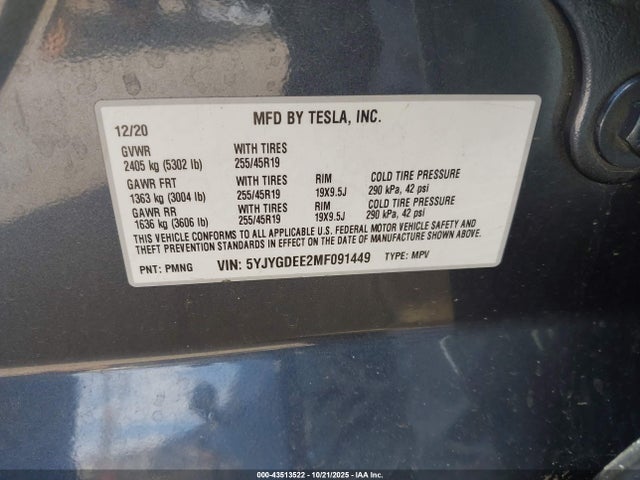 MFD BY TESLA, INC.
12/20
GVWR WITH TIRES
2405 kg (5302 lb) 255/45R19
GAWR FRT WITH TIRES RIM COLD TIRE PRESSURE
1363 kg (3004 lb) 255/45R19 19X9.5J 290 kPa, 42 psi
GAWR RR WITH TIRES RIM COLD TIRE PRESSURE
1636 kg (3606 lb) 255/45R19 19X9.5J 290 kPa, 42 psi
THIS VEHICLE CONFORMS TO ALL APPLICABLE U.S. FEDERAL MOTOR VEHICLE SAFETY AND
THEFT PREVENTION STANDARDS IN EFFECT ON THE DATE OF MANUFACTURE SHOWN ABOVE.
PNT: PMNG VIN: 5YJYGDEE2MF091449 TYPE: MPV
000-43513522 - 10/21/2025 - IAAI.COM